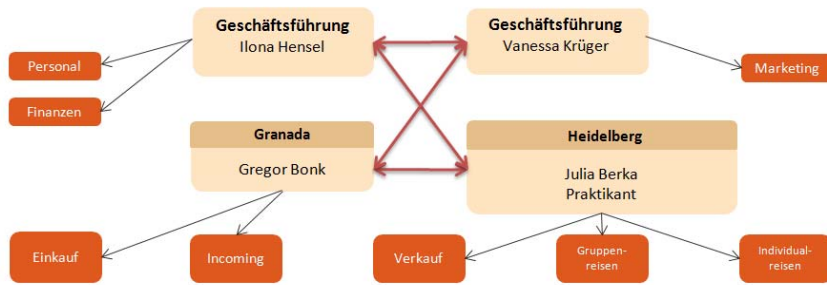 Geschäftsführung
Ilona Hensel
Geschäftsführung
Vanessa Krüger
Personal
Finanzen
Marketing
Granada
Gregor Bonk
Heidelberg
Julia Berka
Praktikant
Einkauf
Incoming
Verkauf
Gruppen-
reisen
Individual-
reisen